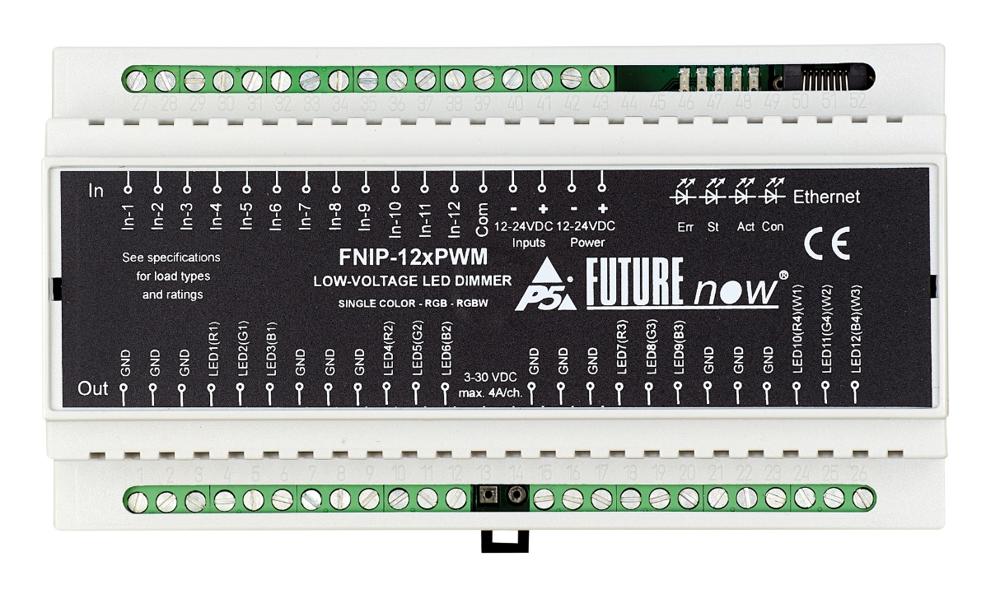 27 28 29 30 31 32 33 34 35 36 37 38 39 40 41 42 43 44 45 46 47 48 49 50 51 52
In
In-1 In-2 In-3 In-4 In-5 In-6 In-7 In-8 In-9 In-10 In-11 In-12 Com - + - +
12-24VDC 12-24VDC
Inputs Power
Ethernet
Err St Act Con
CE
See specifications
for load types
and ratings
FNIP-12xPWM
LOW-VOLTAGE LED DIMMER
SINGLE COLOR - RGB - RGBW
P5 FUTURE now®
GND GND GND LED1(R1) LED2(G1) LED3(B1) GND GND GND LED4(R2) LED5(G2) LED6(B2)
3-30 VDC
max. 4A/ch.
GND GND GND LED7(R3) LED8(G3) LED9(B3) GND GND GND LED10(R4)(W1) LED11(G4)(W2) LED12(B4)(W3)
Out
1 2 3 4 5 6 7 8 9 10 11 12 13 14 15 16 17 18 19 20 21 22 23 24 25 26